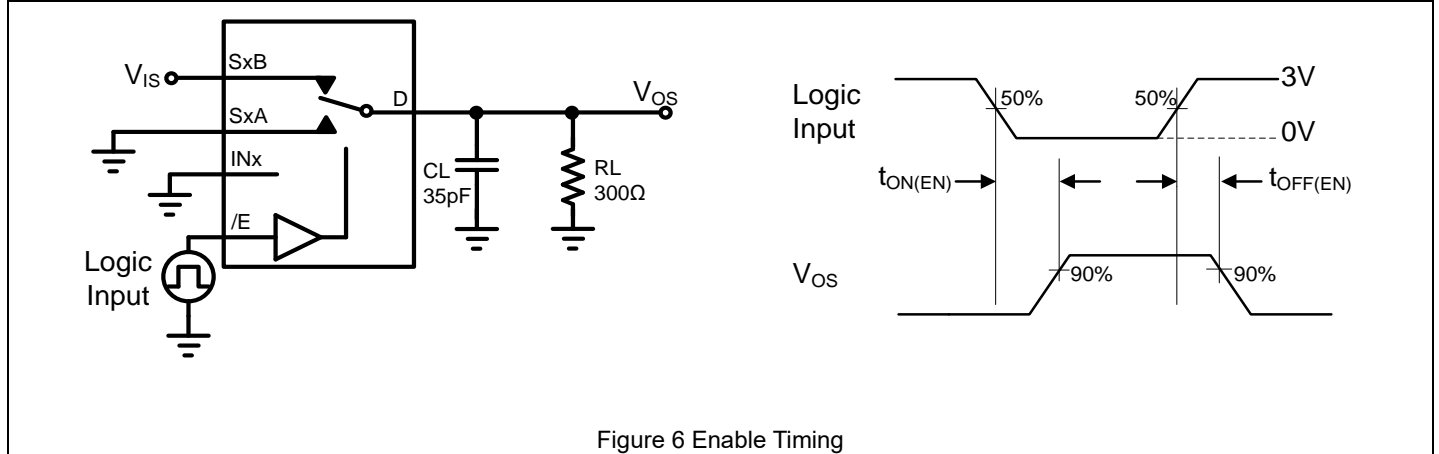 SxB
V_IS
D
V_OS
SxA
INx
CL
35pF
RL
300Ω
/E
Logic
Input
Logic
Input
50%
50%
3V
0V
t_ON(EN)
t_OFF(EN)
V_OS
90%
90%
Figure 6 Enable Timing